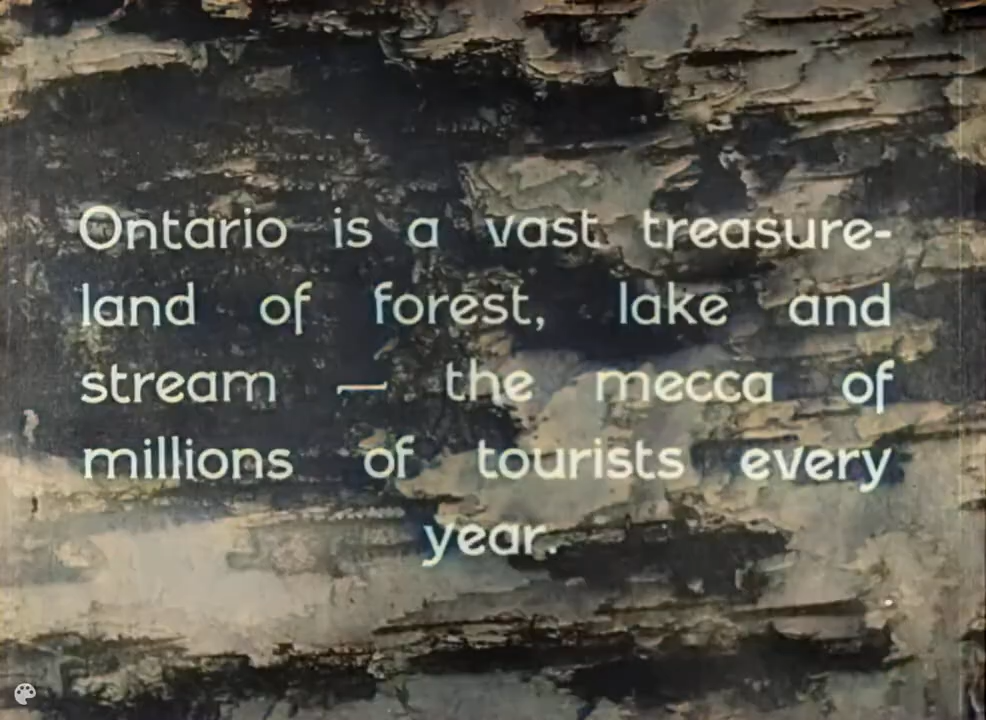 Ontario is a vast treasure-
land of forest, lake and
stream — the mecca of
millions of tourists every
year.